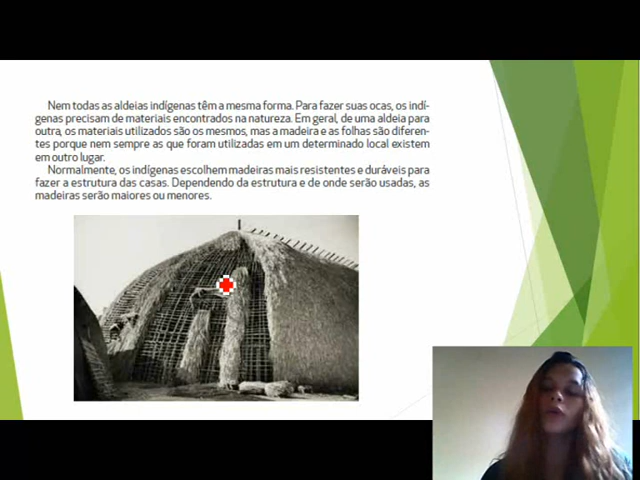 Nem todas as aldeias indígenas têm a mesma forma. Para fazer suas ocas, os indí-
genas precisam de materiais encontrados na natureza. Em geral, de uma aldeia para
outra, os materiais utilizados são os mesmos, mas a madeira e as folhas são diferen-
tes porque nem sempre as que foram utilizadas em um determinado local existem
em outro lugar.
Normalmente, os indígenas escolhem madeiras mais resistentes e duráveis para
fazer a estrutura das casas. Dependendo da estrutura e de onde serão usadas, as
madeiras serão maiores ou menores.